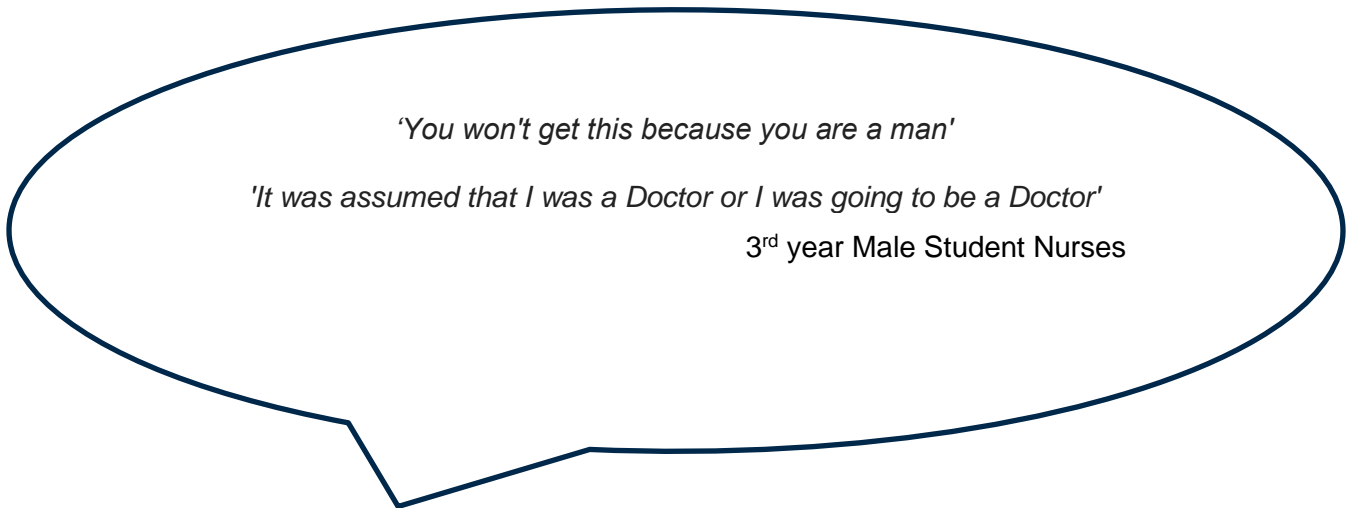 ‘You won't get this because you are a man'
'It was assumed that I was a Doctor or I was going to be a Doctor'
3rd year Male Student Nurses